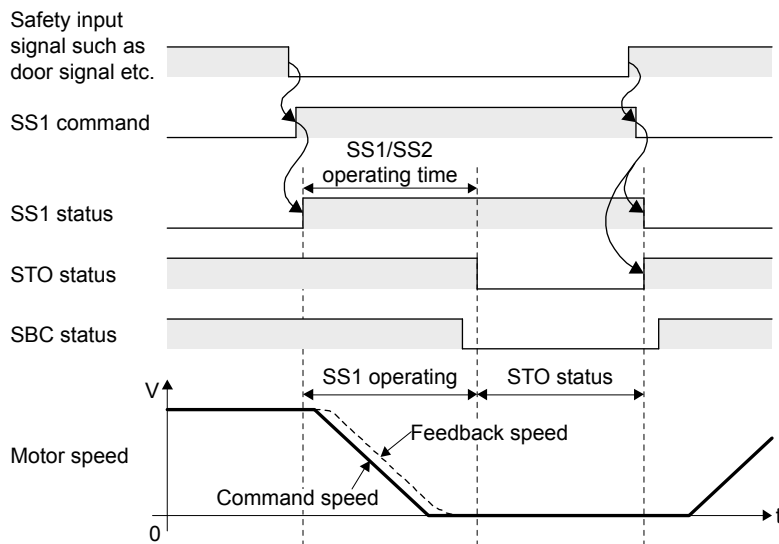 Safety input
signal such as
door signal etc.
SS1 command
SS1/SS2
operating time
SS1 status
STO status
SBC status
SS1 operating
STO status
V
Feedback speed
Motor speed
Command speed
0
t